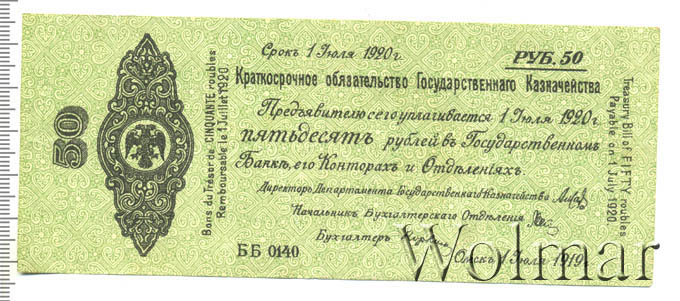 Срокъ 1 Июля 1920 г.
РУБ. 50
Краткосрочное обязательство Государственнаго Казначейства
Предъявителю сего уплачивается 1 Июля 1920 г.
пятьдесятъ рублей въ Государственномъ
Банкѣ, его Конторахъ и Отдѣленіяхъ.
Директоръ Департамента Государственнаго Казначейства
Начальникъ Бухгалтерскаго Отдѣленія
Бухгалтеръ
ББ 0140
Омскъ 1 Июля 1919 г.
50
Bons du Trésor de CINQUANTE roubles
Remboursable le 1 Juillet 1920
Treasury Bill of FIFTY roubles
Payable on 1 July 1920
Wolmar